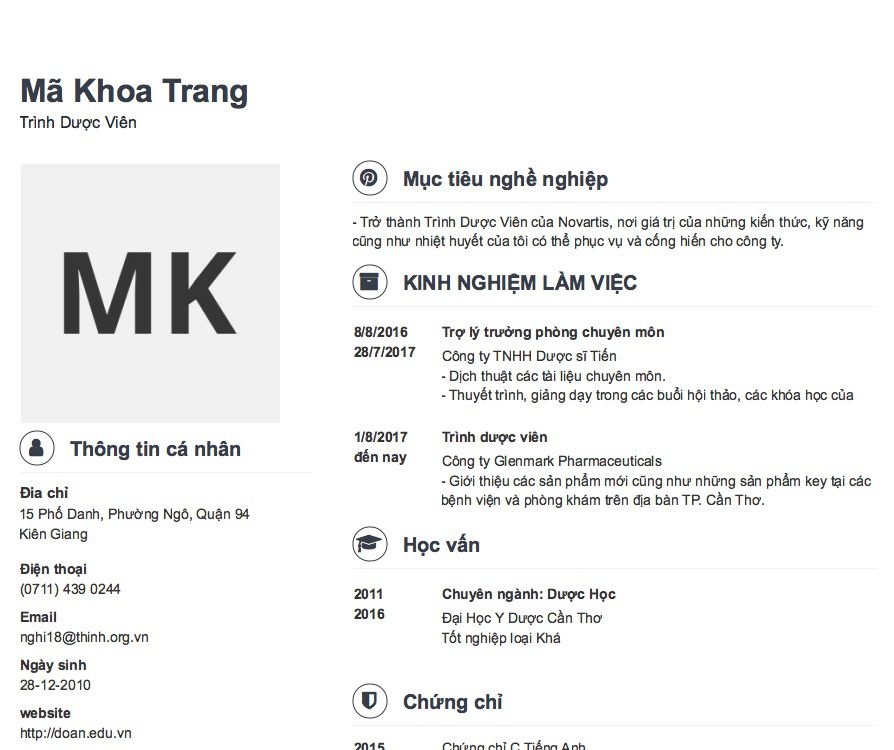 Mã Khoa Trang
Trình Dược Viên
MK
Thông tin cá nhân
Đia chỉ
15 Phố Danh, Phường Ngô, Quận 94
Kiên Giang
Điện thoại
(0711) 439 0244
Email
nghi18@thinh.org.vn
Ngày sinh
28-12-2010
website
http://doan.edu.vn
Mục tiêu nghề nghiệp
- Trở thành Trình Dược Viên của Novartis, nơi giá trị của những kiến thức, kỹ năng
cũng như nhiệt huyết của tôi có thể phục vụ và cống hiến cho công ty.
KINH NGHIỆM LÀM VIỆC
8/8/2016 Trợ lý trưởng phòng chuyên môn
28/7/2017
Công ty TNHH Dược sĩ Tiến
- Dịch thuật các tài liệu chuyên môn.
- Thuyết trình, giảng dạy trong các buổi hội thảo, các khóa học của
1/8/2017 Trình dược viên
đến nay
Công ty Glenmark Pharmaceuticals
- Giới thiệu các sản phẩm mới cũng như những sản phẩm key tại các
bệnh viện và phòng khám trên địa bàn TP. Cần Thơ.
Học vấn
2011 Chuyên ngành: Dược Học
2016
Đại Học Y Dược Cần Thơ
Tốt nghiệp loại Khá
Chứng chỉ
2015 Chứng chỉ C Tiếng Anh